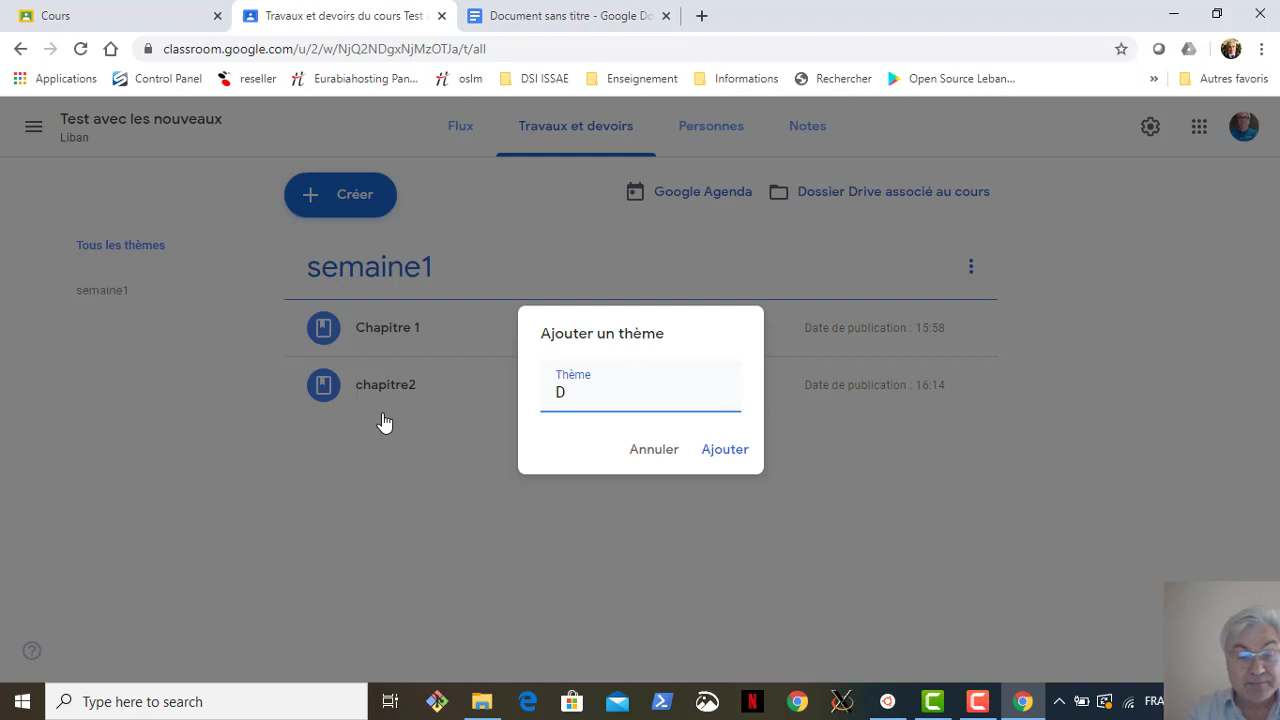 Cours
Travaux et devoirs du cours Test
Document sans titre - Google Do
classroom.google.com/u/2/w/NjQ2NDgxNjMzOTJa/t/all
Applications Control Panel reseller Eurabiahosting Pan... oslm DSI ISSAE Enseignement Informations Rechercher Open Source Leban... » Autres favoris
Test avec les nouveaux
Liban
Flux Travaux et devoirs Personnes Notes
Créer
Google Agenda Dossier Drive associé au cours
Tous les thèmes
semaine1
semaine1
Chapitre 1 Date de publication : 15:58
chapitre2 Date de publication : 16:14
Ajouter un thème
Thème
D
Annuler Ajouter
Type here to search
FRA